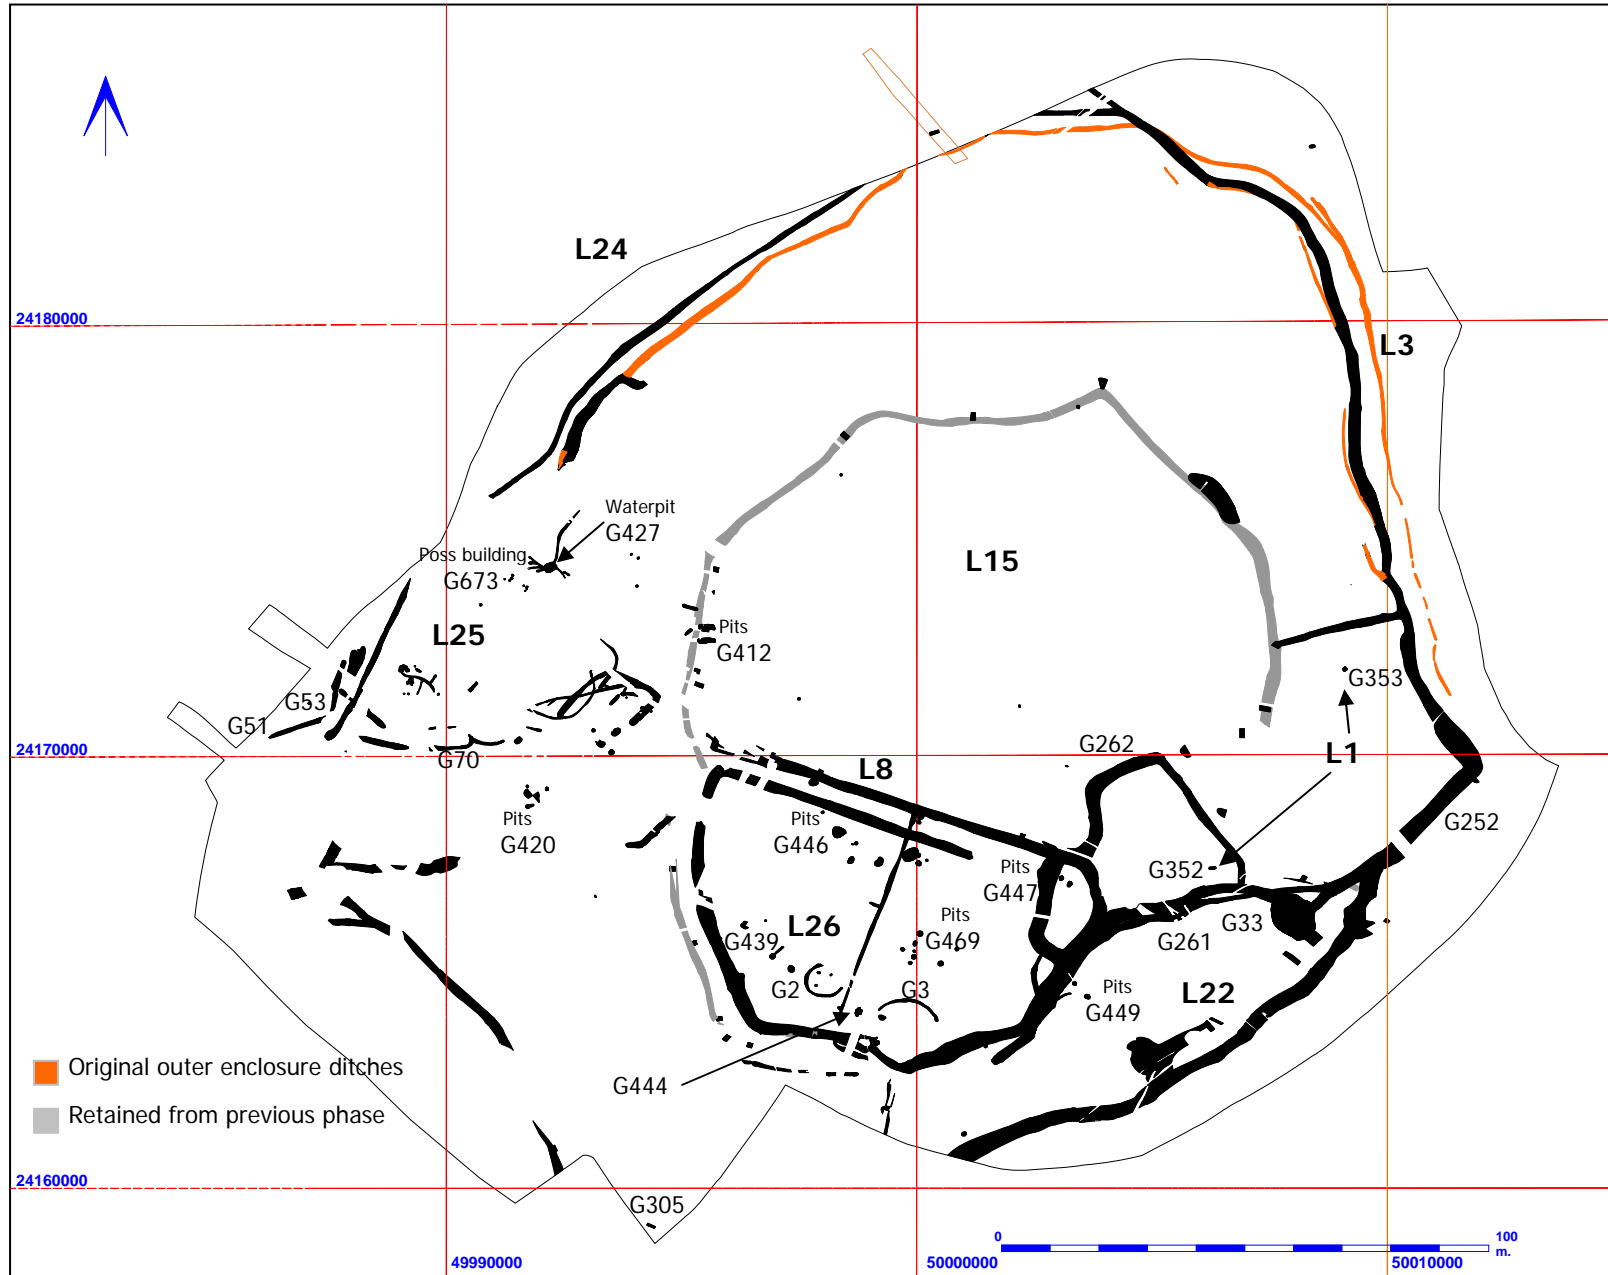 L24
24180000
L3
Waterpit
G427
Poss building
G673
L15
L25
Pits
G412
G353
G53
G51
G70
24170000
G262
L1
L8
Pits
G446
Pits
G420
G252
Pits
G447
G352
L26
G439
Pits
G469
G261
G33
G2
G3
Pits
G449
L22
Original outer enclosure ditches
G444
Retained from previous phase
24160000
G305
0
100
m.
49990000
50000000
50010000